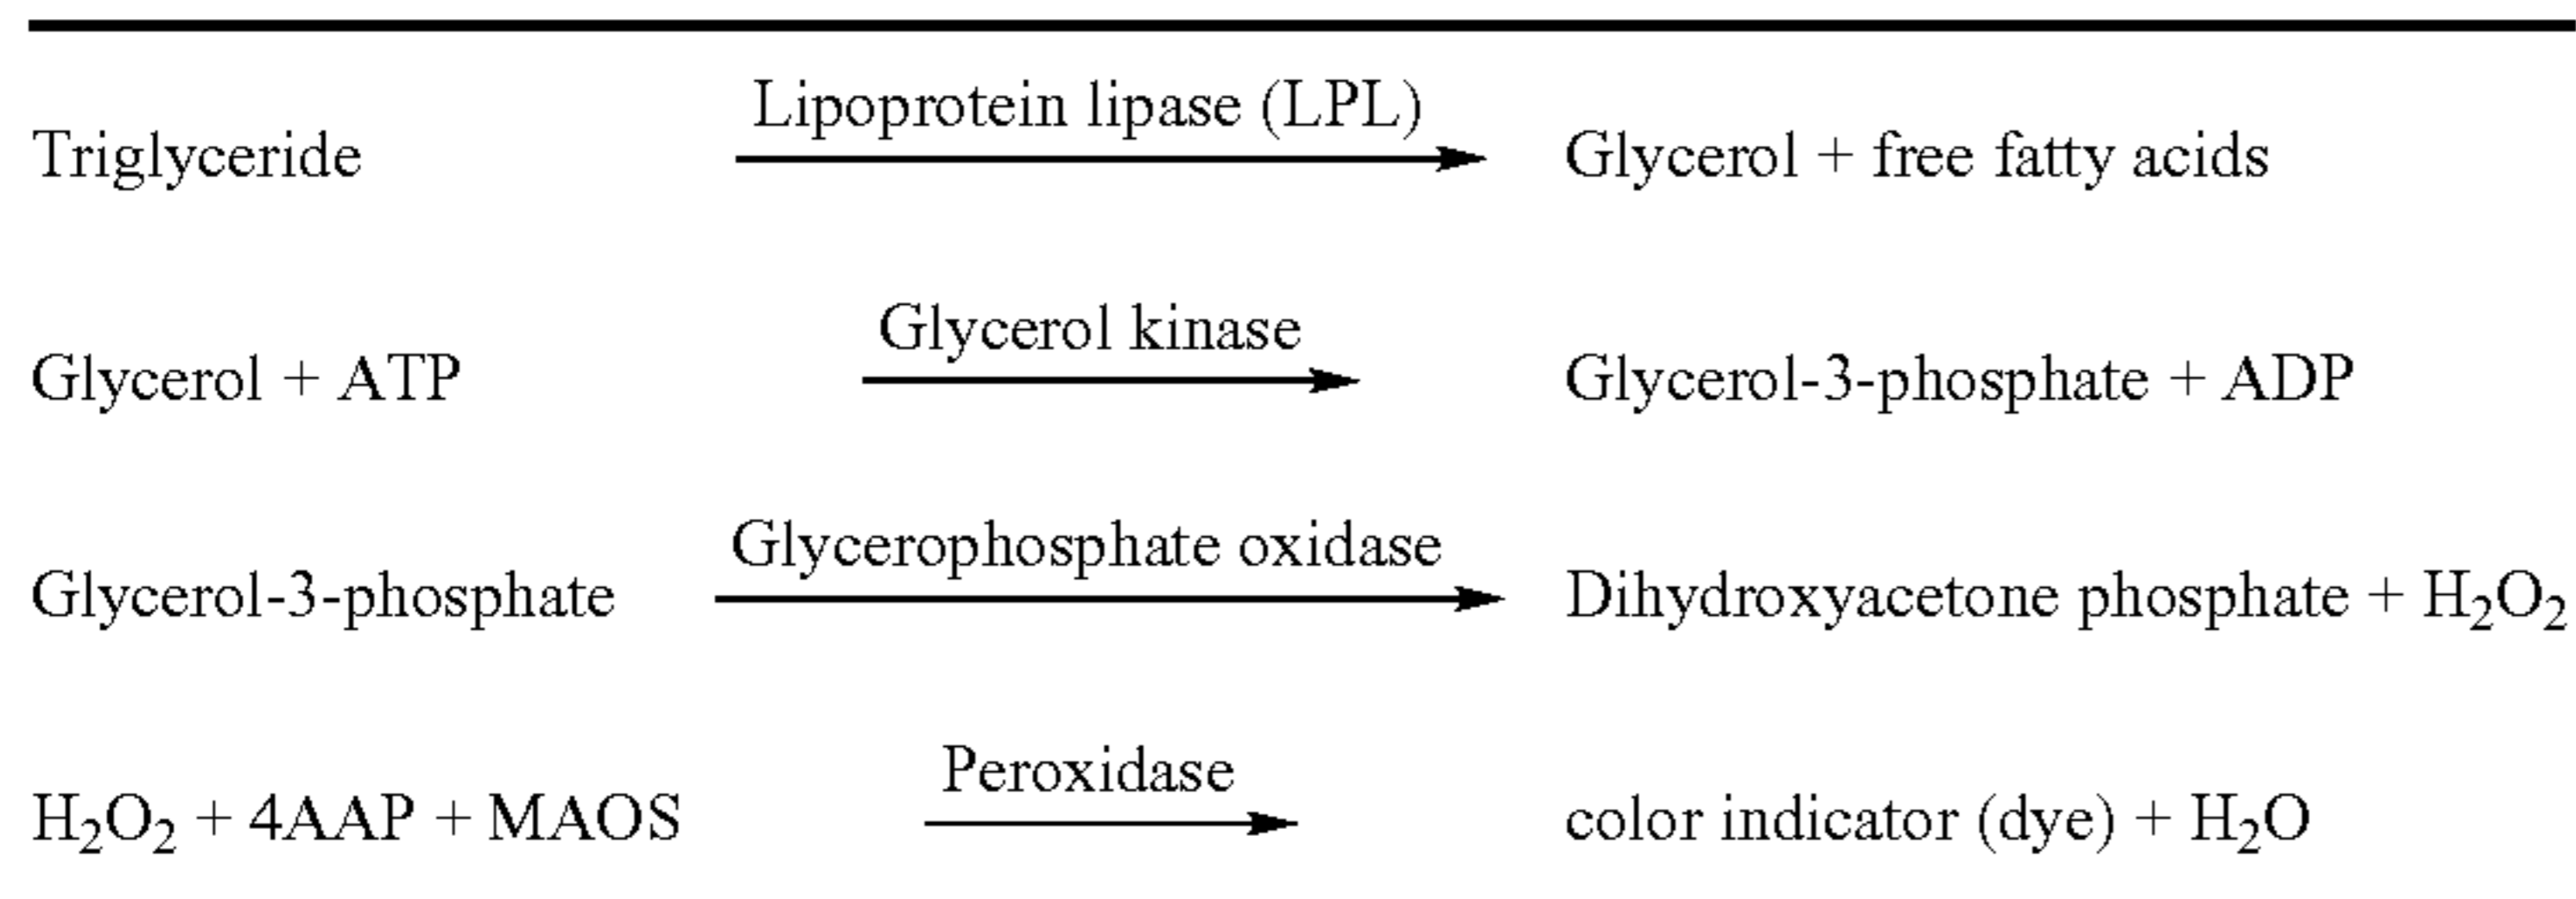 Lipoprotein lipase (LPL)
Triglyceride Glycerol + free fatty acids
Glycerol kinase
Glycerol + ATP Glycerol-3-phosphate + ADP
Glycerophosphate oxidase
Glycerol-3-phosphate Dihydroxyacetone phosphate + H₂O₂
Peroxidase
H₂O₂ + 4AAP + MAOS color indicator (dye) + H₂O